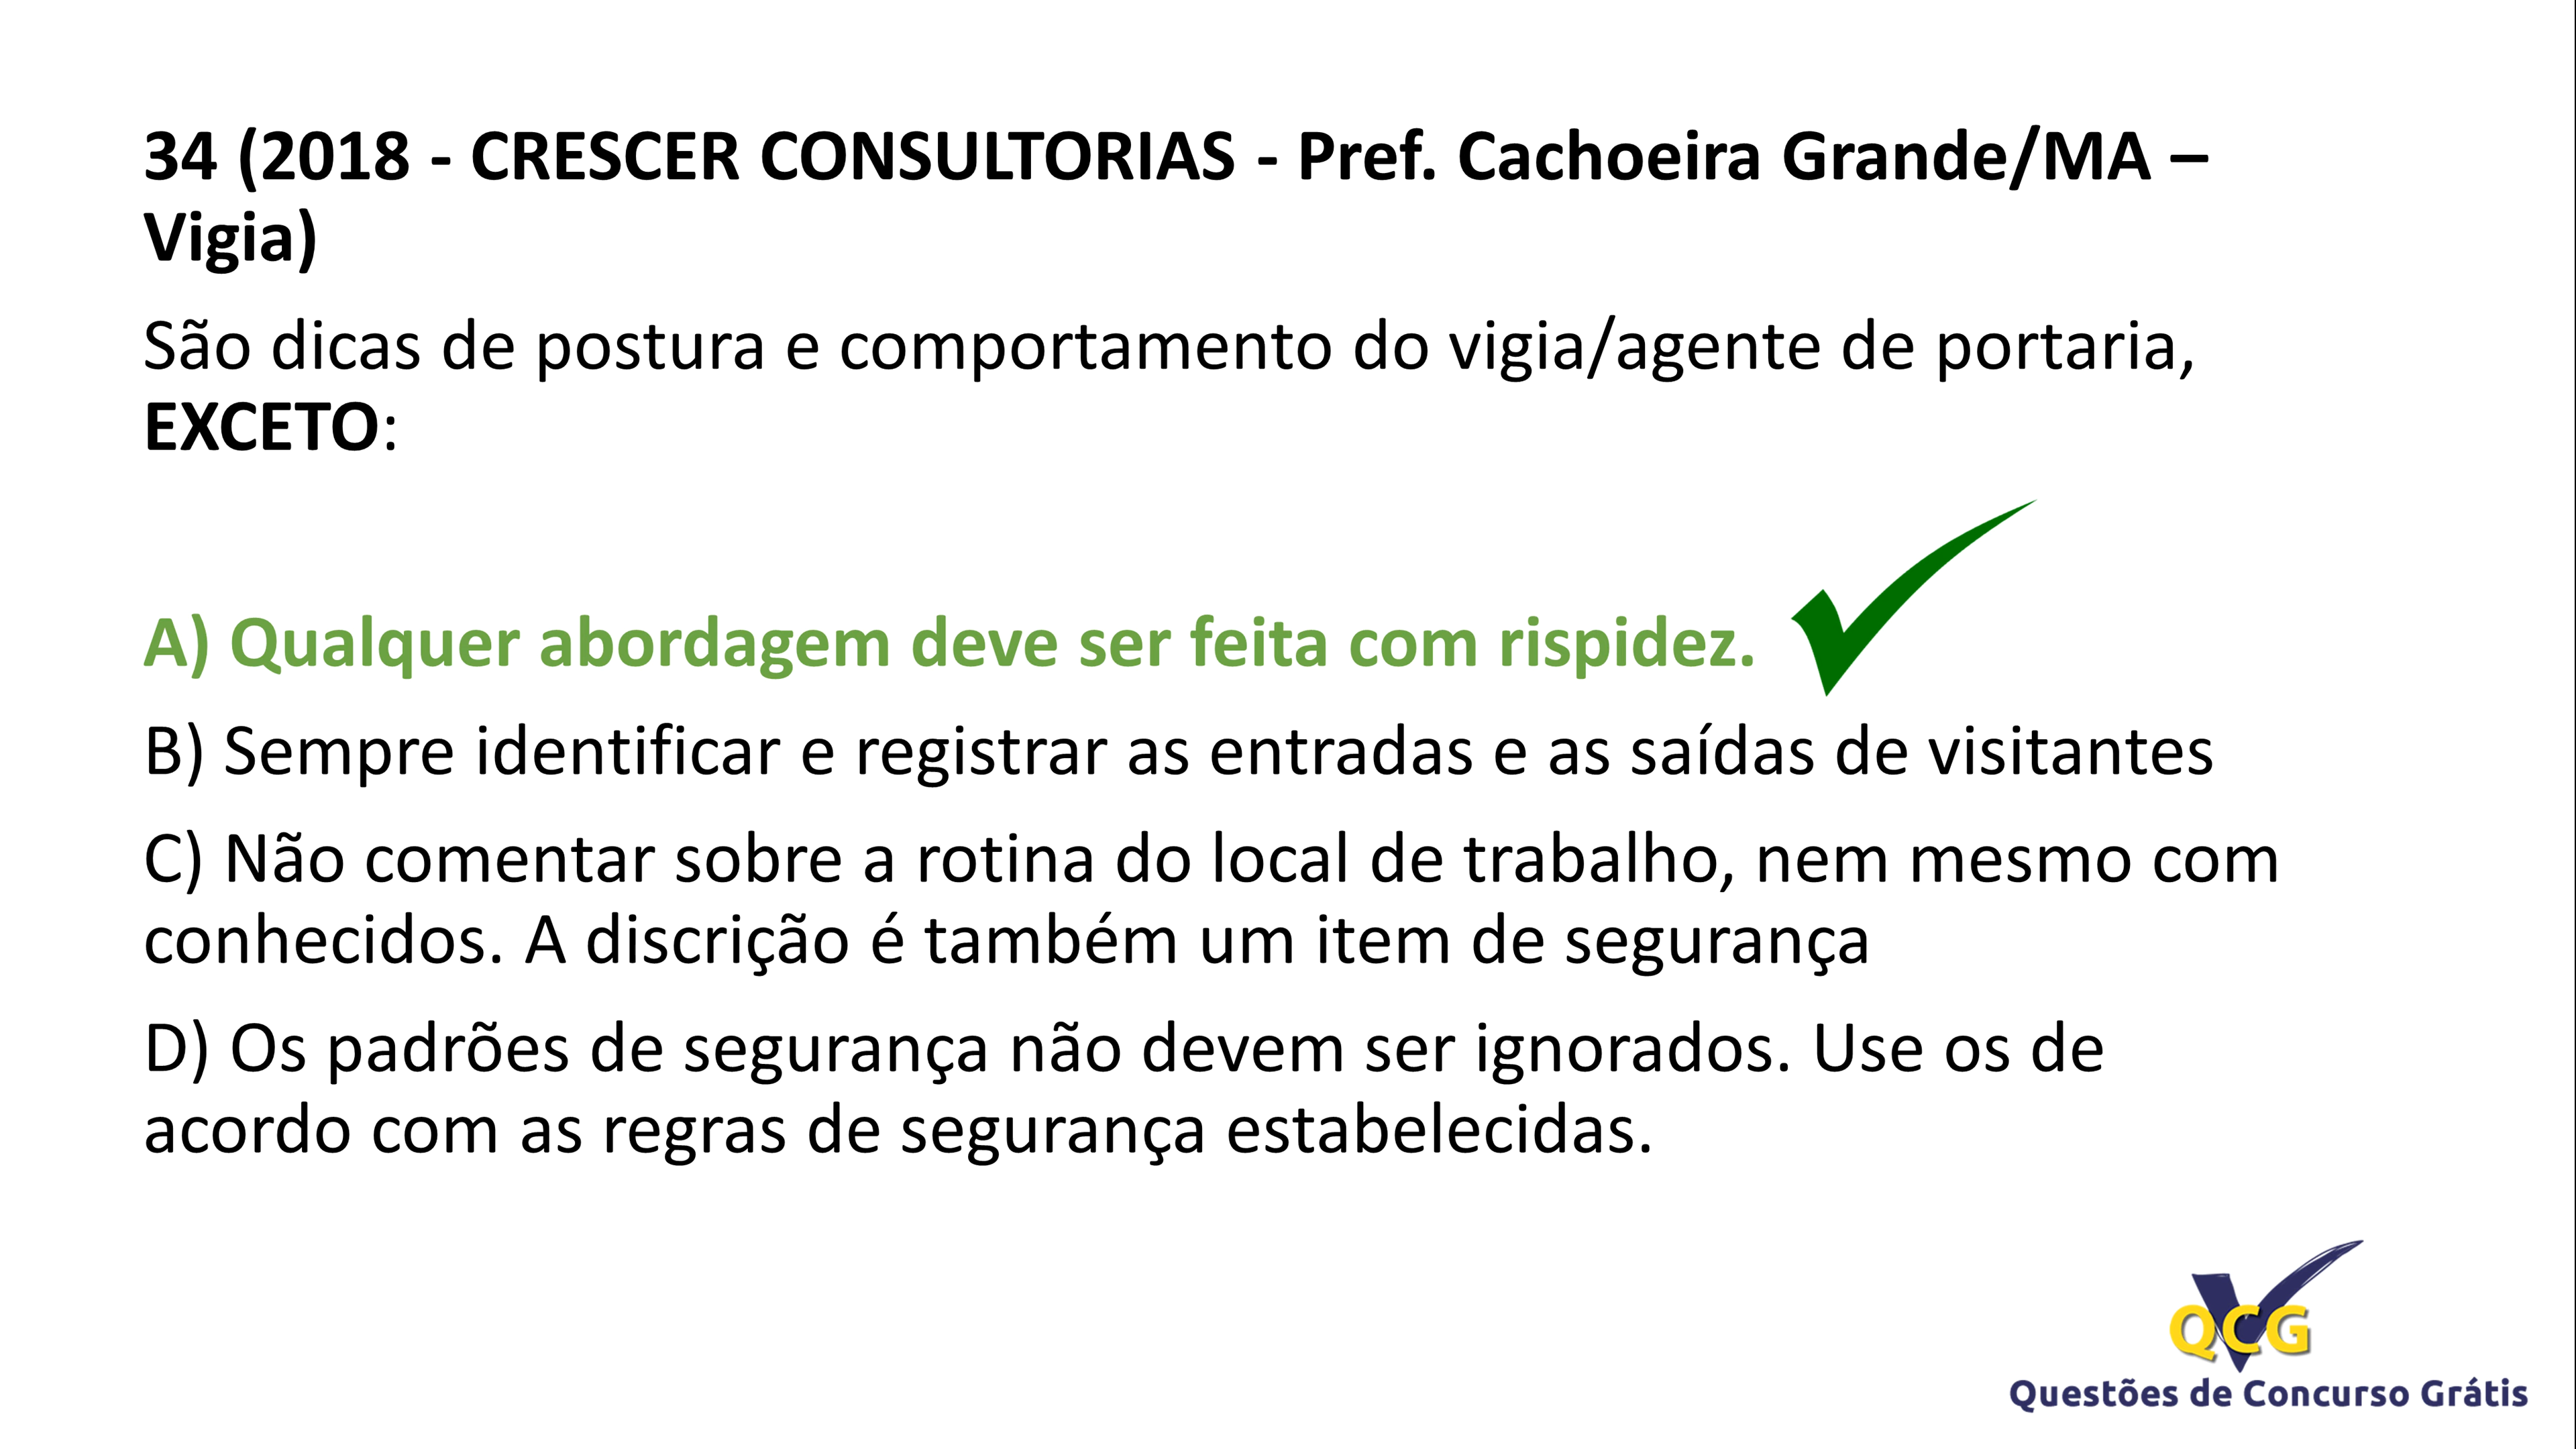 34 (2018 - CRESCER CONSULTORIAS - Pref. Cachoeira Grande/MA –
Vigia)
São dicas de postura e comportamento do vigia/agente de portaria,
EXCETO:
A) Qualquer abordagem deve ser feita com rispidez.
B) Sempre identificar e registrar as entradas e as saídas de visitantes
C) Não comentar sobre a rotina do local de trabalho, nem mesmo com
conhecidos. A discrição é também um item de segurança
D) Os padrões de segurança não devem ser ignorados. Use os de
acordo com as regras de segurança estabelecidas.
QCG
Questões de Concurso Grátis